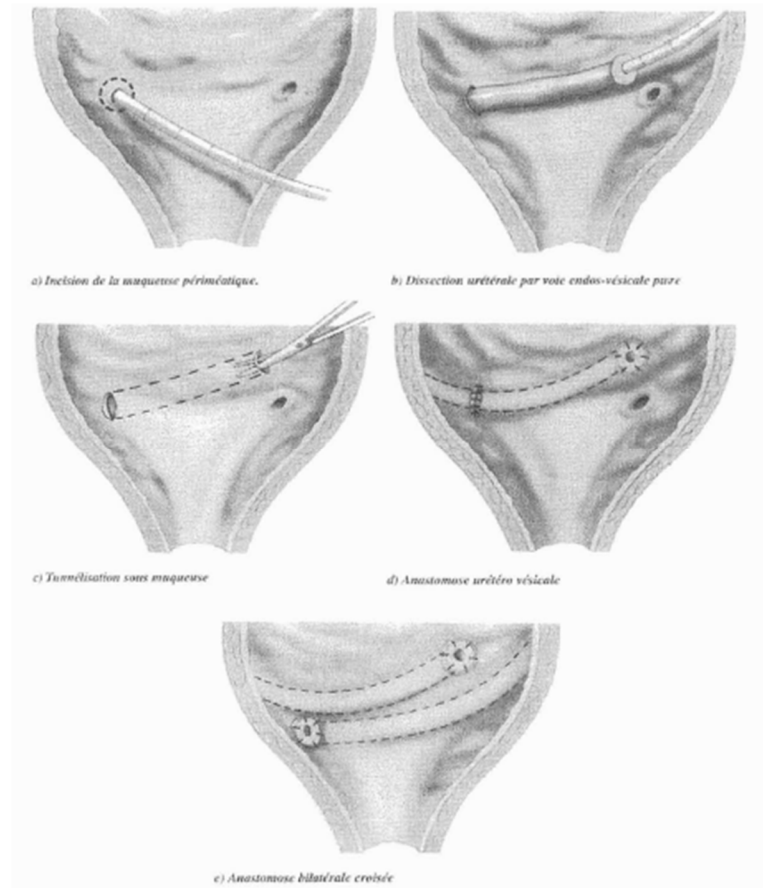 a) Incision de la muqueuse périméatique.
b) Dissection urétérale par voie endos-vésicale pure
c) Tunnélisation sous muqueuse
d) Anastomose urétéro vésicale
e) Anastomose bilatérale croisée